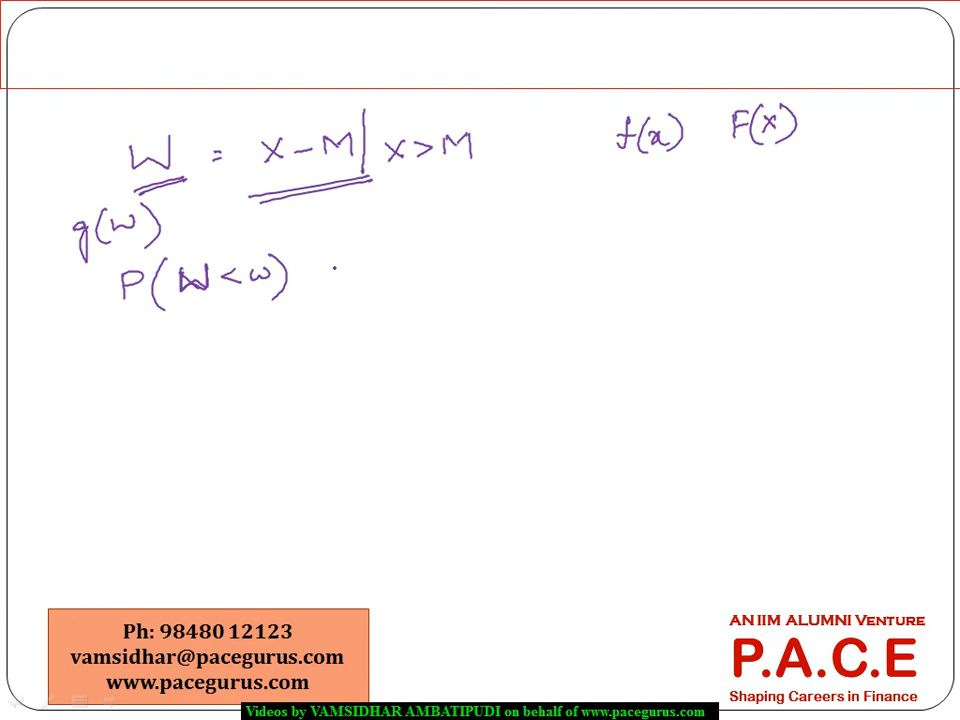 W = X - M | X > M
f(x) F(x)
g(w)
P(W < w)
Ph: 98480 12123
vamsidhar@pacegurus.com
www.pacegurus.com
AN IIM ALUMNI VENTURE
P.A.C.E
Shaping Careers in Finance
Videos by VAMSIDHAR AMBATIPUDI on behalf of www.pacegurus.com